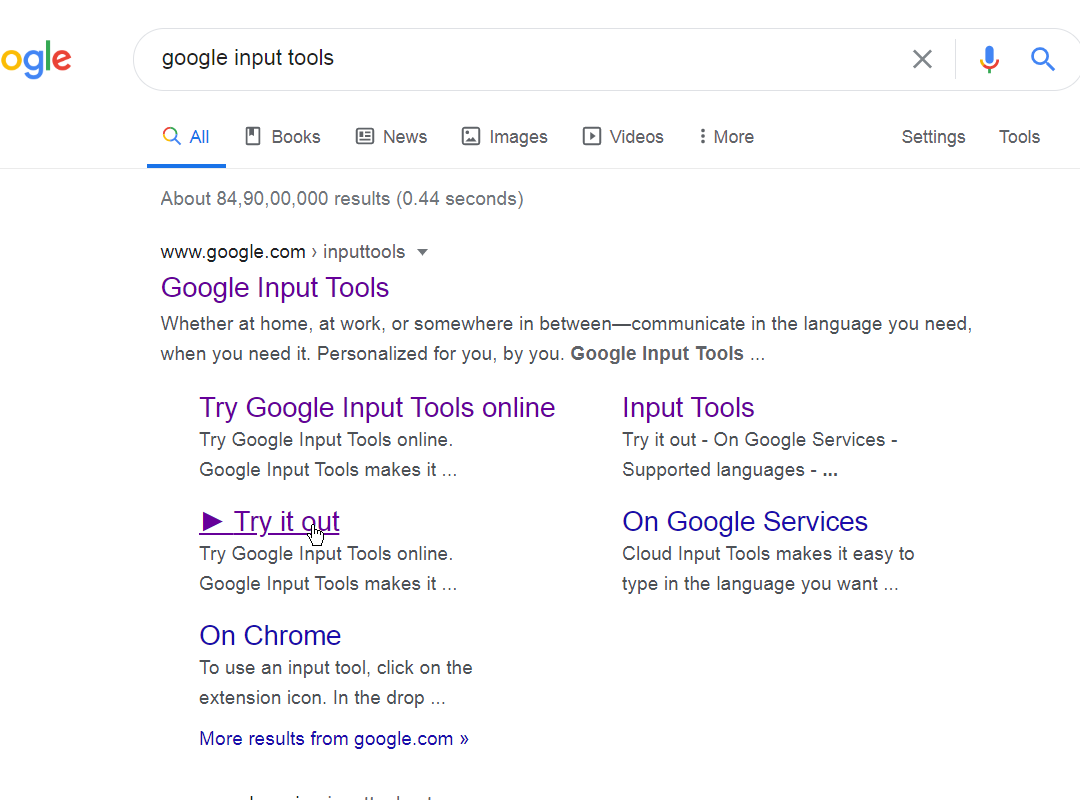 ogle
google input tools
All Books News Images Videos More Settings Tools
About 84,90,00,000 results (0.44 seconds)
www.google.com › inputtools
Google Input Tools
Whether at home, at work, or somewhere in between—communicate in the language you need,
when you need it. Personalized for you, by you. Google Input Tools ...
Try Google Input Tools online
Try Google Input Tools online.
Google Input Tools makes it ...
Input Tools
Try it out - On Google Services -
Supported languages - ...
► Try it out
Try Google Input Tools online.
Google Input Tools makes it ...
On Google Services
Cloud Input Tools makes it easy to
type in the language you want ...
On Chrome
To use an input tool, click on the
extension icon. In the drop ...
More results from google.com »